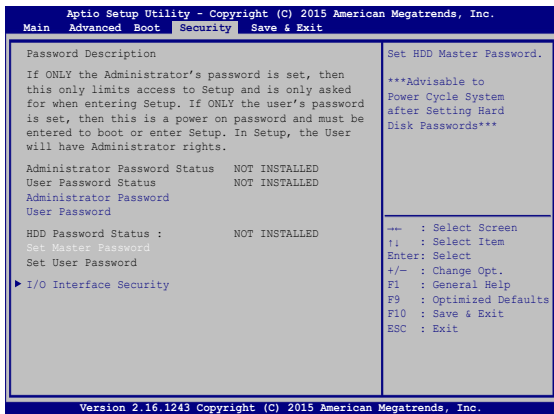 Aptio Setup Utility - Copyright (C) 2015 American Megatrends, Inc.
Main Advanced Boot Security Save & Exit
Password Description
If ONLY the Administrator's password is set, then
this only limits access to Setup and is only asked
for when entering Setup. If ONLY the user's password
is set, then this is a power on password and must be
entered to boot or enter Setup. In Setup, the User
will have Administrator rights.
Administrator Password Status NOT INSTALLED
User Password Status NOT INSTALLED
Administrator Password
User Password
HDD Password Status : NOT INSTALLED
Set Master Password
Set User Password
I/O Interface Security
Set HDD Master Password.
***Advisable to
Power Cycle System
after Setting Hard
Disk Passwords***
→← : Select Screen
↑↓ : Select Item
Enter: Select
+/— : Change Opt.
F1 : General Help
F9 : Optimized Defaults
F10 : Save & Exit
ESC : Exit
Version 2.16.1243 Copyright (C) 2015 American Megatrends, Inc.